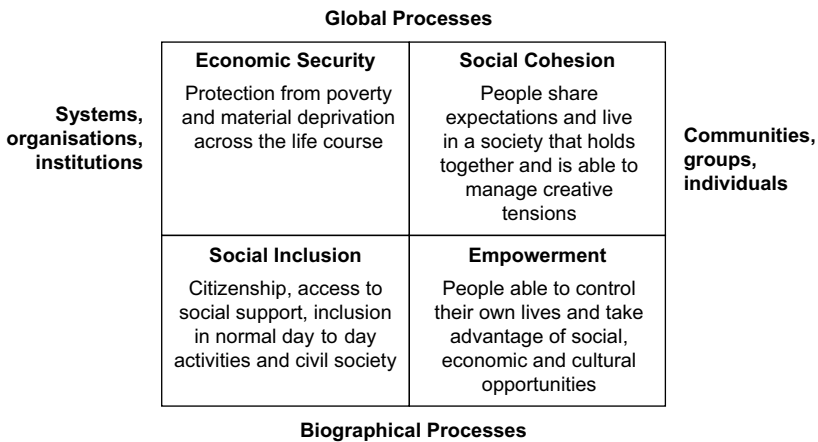 Global Processes
Systems,
organisations,
institutions
Economic Security
Protection from poverty
and material deprivation
across the life course
Social Cohesion
People share
expectations and live
in a society that holds
together and is able to
manage creative
tensions
Communities,
groups,
individuals
Social Inclusion
Citizenship, access to
social support, inclusion
in normal day to day
activities and civil society
Empowerment
People able to control
their own lives and take
advantage of social,
economic and cultural
opportunities
Biographical Processes